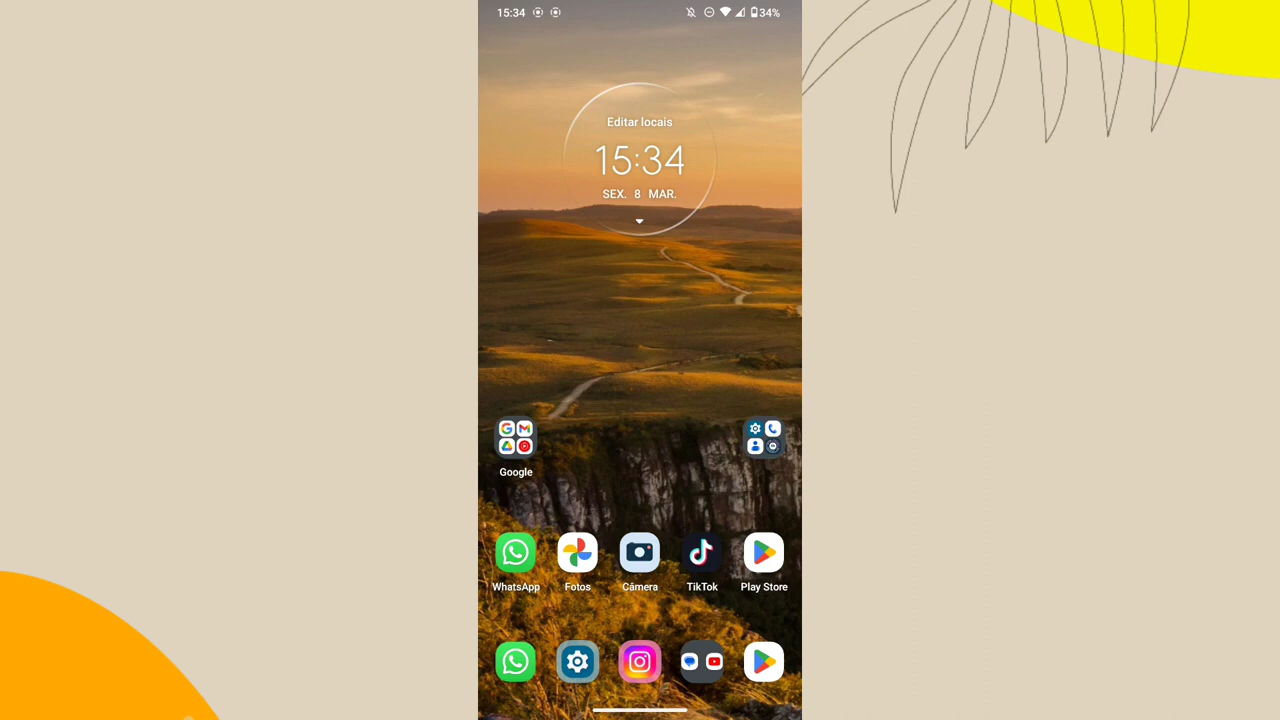 15:34
34%
Editar locais
15:34
SEX. 8 MAR.
Google
WhatsApp Fotos Câmera TikTok Play Store